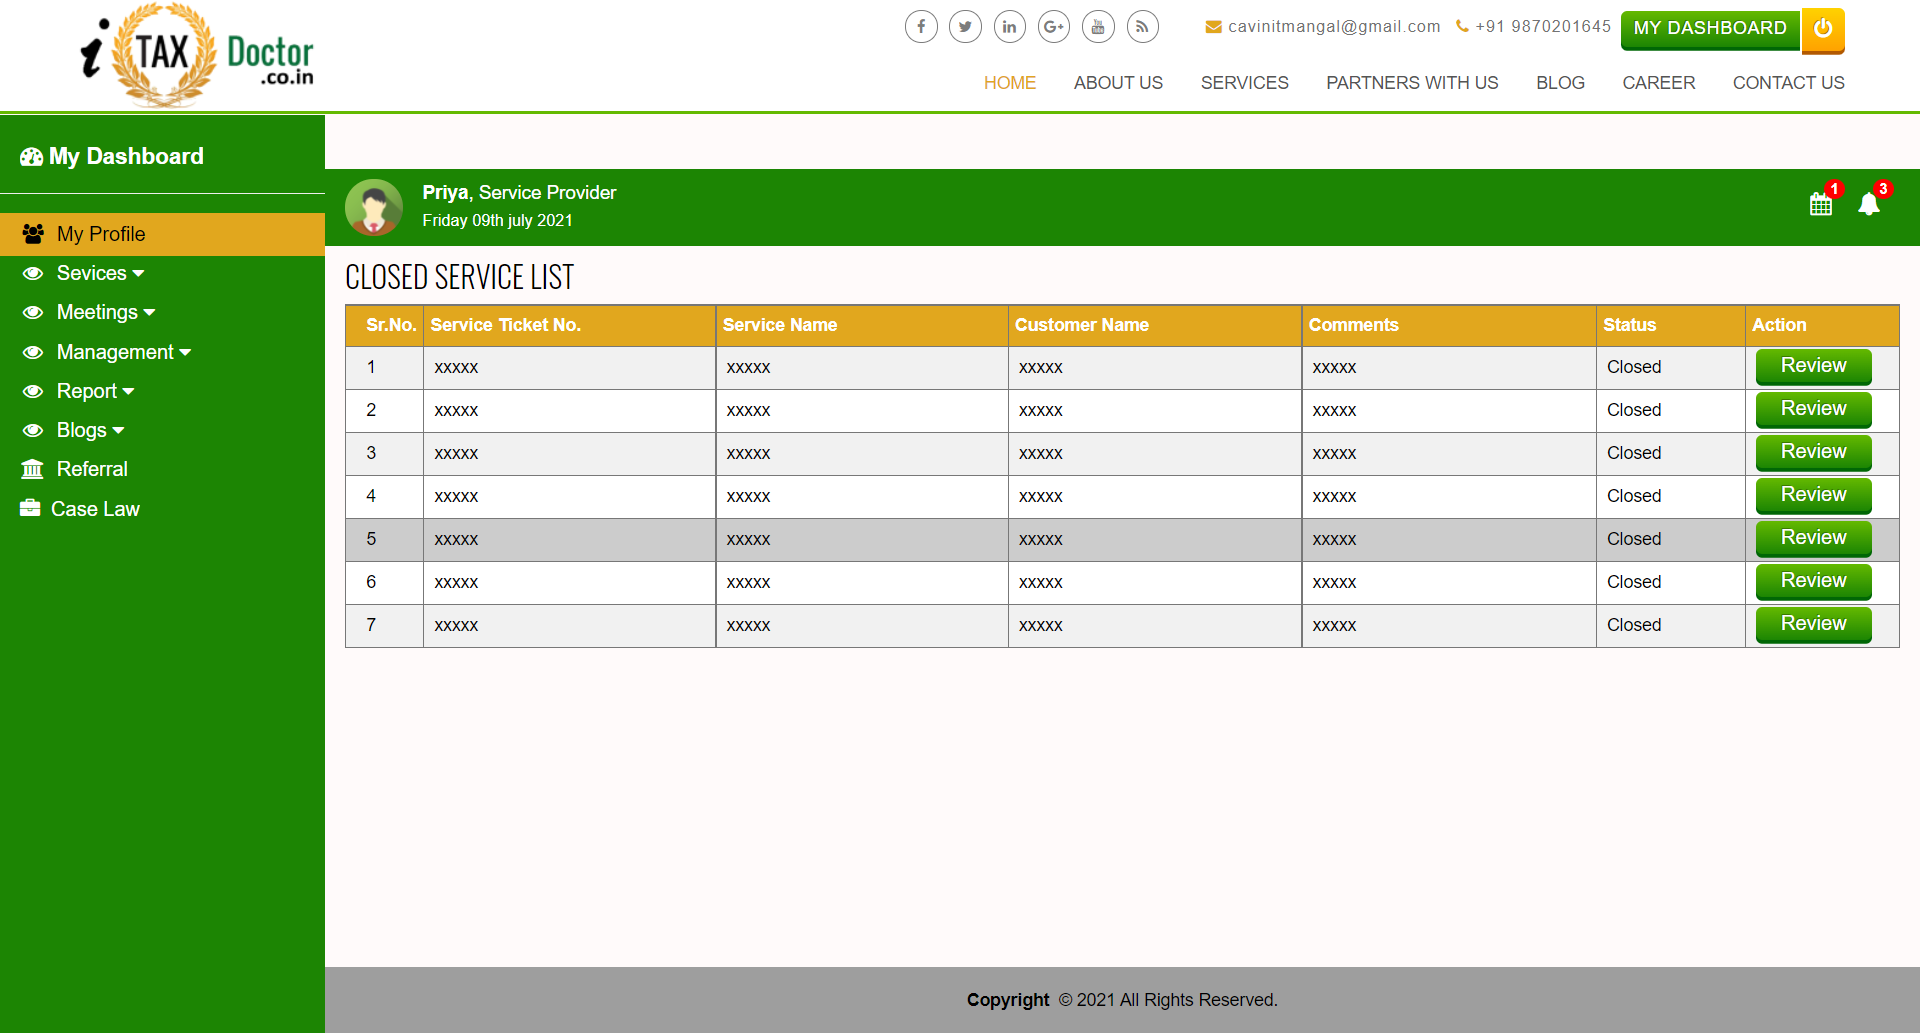 i TAX Doctor
.co.in
cavinitmangal@gmail.com +91 9870201645 MY DASHBOARD
HOME ABOUT US SERVICES PARTNERS WITH US BLOG CAREER CONTACT US
My Dashboard
My Profile
Sevices
Meetings
Management
Report
Blogs
Referral
Case Law
Priya, Service Provider
Friday 09th july 2021
1 3
CLOSED SERVICE LIST
Sr.No. Service Ticket No. Service Name Customer Name Comments Status Action
1 xxxxx xxxxx xxxxx xxxxx Closed Review
2 xxxxx xxxxx xxxxx xxxxx Closed Review
3 xxxxx xxxxx xxxxx xxxxx Closed Review
4 xxxxx xxxxx xxxxx xxxxx Closed Review
5 xxxxx xxxxx xxxxx xxxxx Closed Review
6 xxxxx xxxxx xxxxx xxxxx Closed Review
7 xxxxx xxxxx xxxxx xxxxx Closed Review
Copyright © 2021 All Rights Reserved.